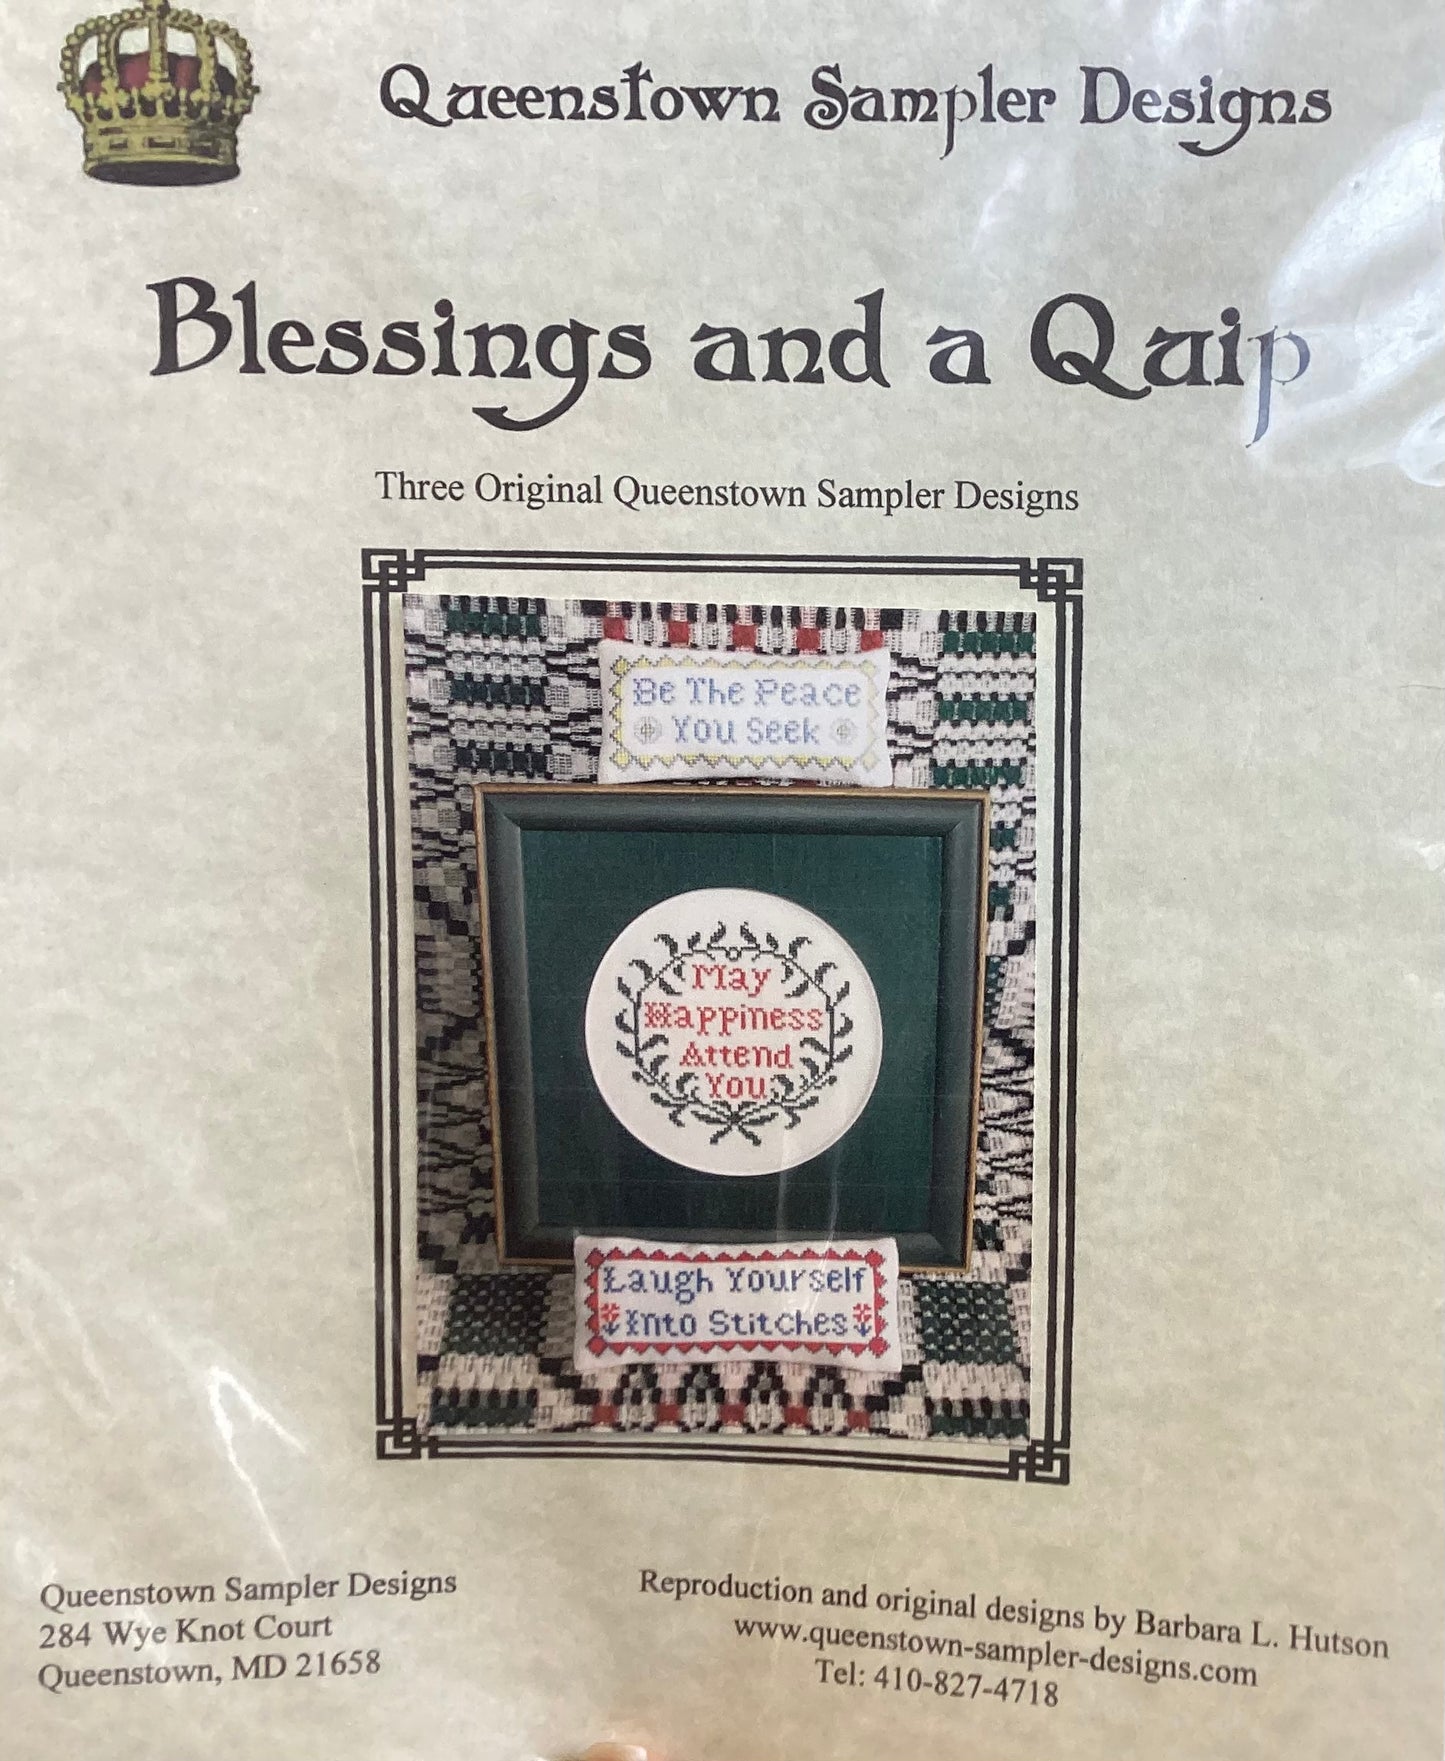 Queenstown Sampler Designs
Blessings and a Quip
Three Original Queenstown Sampler Designs
Be The Peace
You Seek
May
Happiness
Attend
You
Laugh Yourself
Into Stitches
Queenstown Sampler Designs
284 Wye Knot Court
Queenstown, MD 21658
Reproduction and original designs by Barbara L. Hutson
www.queenstown-sampler-designs.com
Tel: 410-827-4718